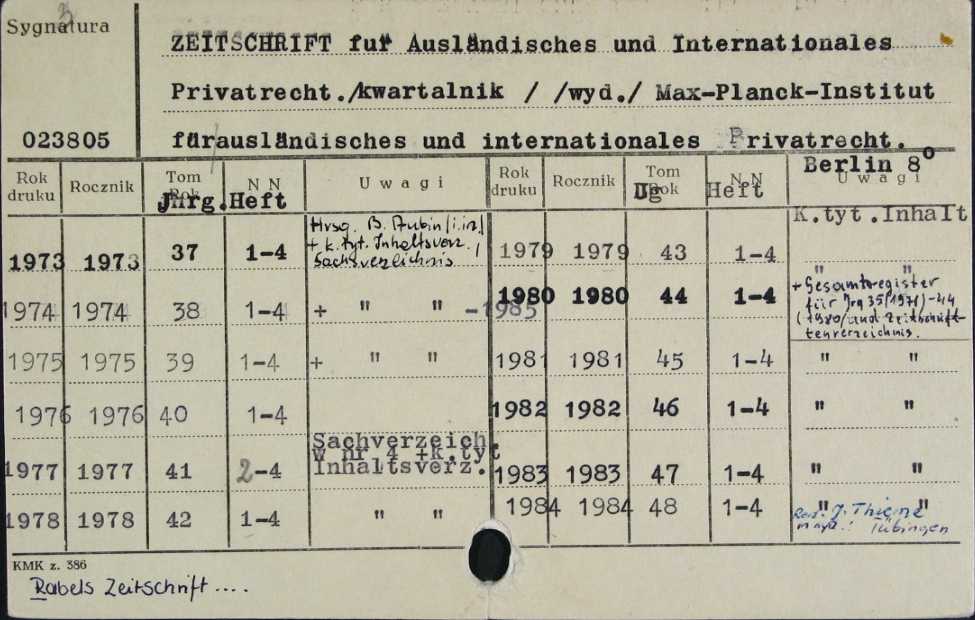 Sygnatura
ZEITSCHRIFT fur Ausländisches und Internationales
Privatrecht./kwartalnik / /wyd./ Max-Planck-Institut
023805
fürausländisches und internationales Privatrecht.
Berlin 8°
Rok druku Rocznik Tom Rok N N U w a g i Rok druku Rocznik Tom Rok N N U w a g i
Jhrg. Heft Ug Heft
K.tyt.Inhalt
1973 1973 37 1-4 Hrsg. B. Aubin /i.in./
+ k. tyt. Inhaltsverz. /
Sachverzeichnis
1979 1979 43 1-4 " "
1974 1974 38 1-4 + " " -1985
1980 1980 44 1-4 + Gesamtregister
für Jrg 35(1971)-44
(1980/und Zeitschrif-
tenverzeichnis.
1975 1975 39 1-4 + " "
1981 1981 45 1-4 " "
1976 1976 40 1-4
1982 1982 46 1-4 " "
1977 1977 41 2-4 Sachverzeich
w nr 4 +k.tyt
Inhaltsverz.
1983 1983 47 1-4 " "
1978 1978 42 1-4 " "
1984 1984 48 1-4 " "
J. Thieme
Tübingen
KMK z. 386
Rabels Zeitschrift ....